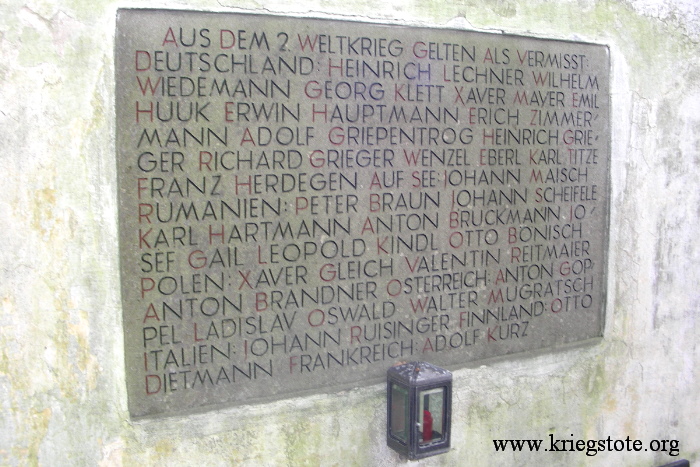 AUS DEM 2. WELTKRIEG GELTEN ALS VERMISST:
DEUTSCHLAND: HEINRICH LECHNER WILHELM
WIEDEMANN GEORG KLETT XAVER MAYER EMIL
HUUK ERWIN HAUPTMANN ERICH ZIMMER-
MANN ADOLF GRIEPENTROG HEINRICH GRIE-
GER RICHARD GRIEGER WENZEL EBERL KARL TITZE
FRANZ HERDEGEN AUF SEE: JOHANN MAISCH
RUMANIEN: PETER BRAUN JOHANN SCHEIFELE
KARL HARTMANN ANTON BRUCKMANN JO-
SEF GAIL LEOPOLD KINDL OTTO BÖNISCH
POLEN: XAVER GLEICH VALENTIN REITMAIER
ANTON BRANDNER OSTERREICH: ANTON GÖP-
PEL LADISLAV OSWALD WALTER MUGRATSCH
ITALIEN: JOHANN RUISINGER FINNLAND: OTTO
DIETMANN FRANKREICH: ADOLF KURZ
www.kriegstote.org